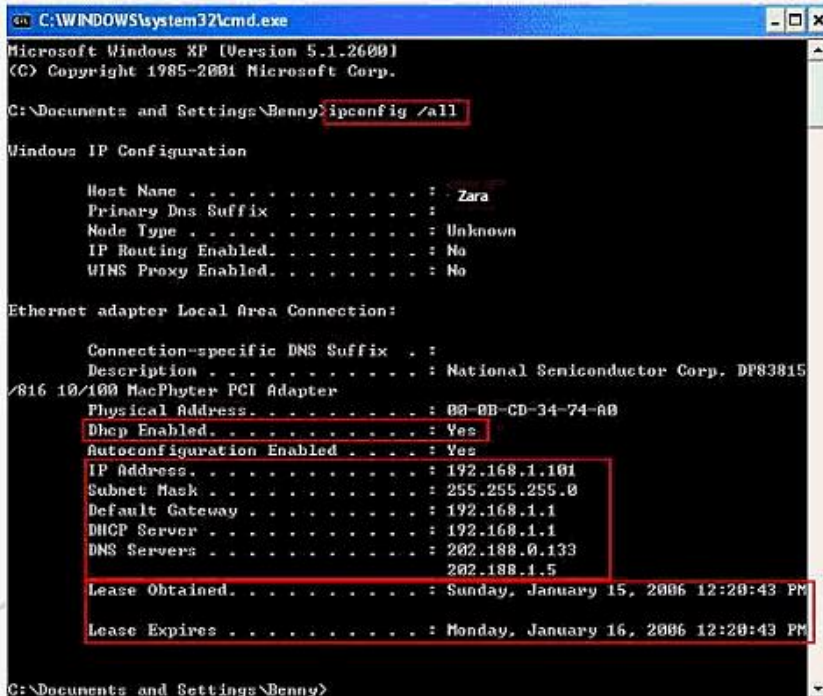 C:\WINDOWS\system32\cmd.exe
Microsoft Windows XP [Version 5.1.2600]
(C) Copyright 1985-2001 Microsoft Corp.
C:\Documents and Settings\Benny>ipconfig /all
Windows IP Configuration
Host Name . . . . . . . . . . . . : Zara
Primary Dns Suffix . . . . . . . :
Node Type . . . . . . . . . . . . : Unknown
IP Routing Enabled. . . . . . . . : No
WINS Proxy Enabled. . . . . . . . : No
Ethernet adapter Local Area Connection:
Connection-specific DNS Suffix . :
Description . . . . . . . . . . . : National Semiconductor Corp. DP83815
/816 10/100 MacPhyter PCI Adapter
Physical Address. . . . . . . . . : 00-0B-CD-34-74-A0
Dhcp Enabled. . . . . . . . . . . : Yes
Autoconfiguration Enabled . . . . : Yes
IP Address. . . . . . . . . . . . : 192.168.1.101
Subnet Mask . . . . . . . . . . . : 255.255.255.0
Default Gateway . . . . . . . . . : 192.168.1.1
DHCP Server . . . . . . . . . . . : 192.168.1.1
DNS Servers . . . . . . . . . . . : 202.188.0.133
202.188.1.5
Lease Obtained. . . . . . . . . . : Sunday, January 15, 2006 12:20:43 PM
Lease Expires . . . . . . . . . . : Monday, January 16, 2006 12:20:43 PM
C:\Documents and Settings\Benny>